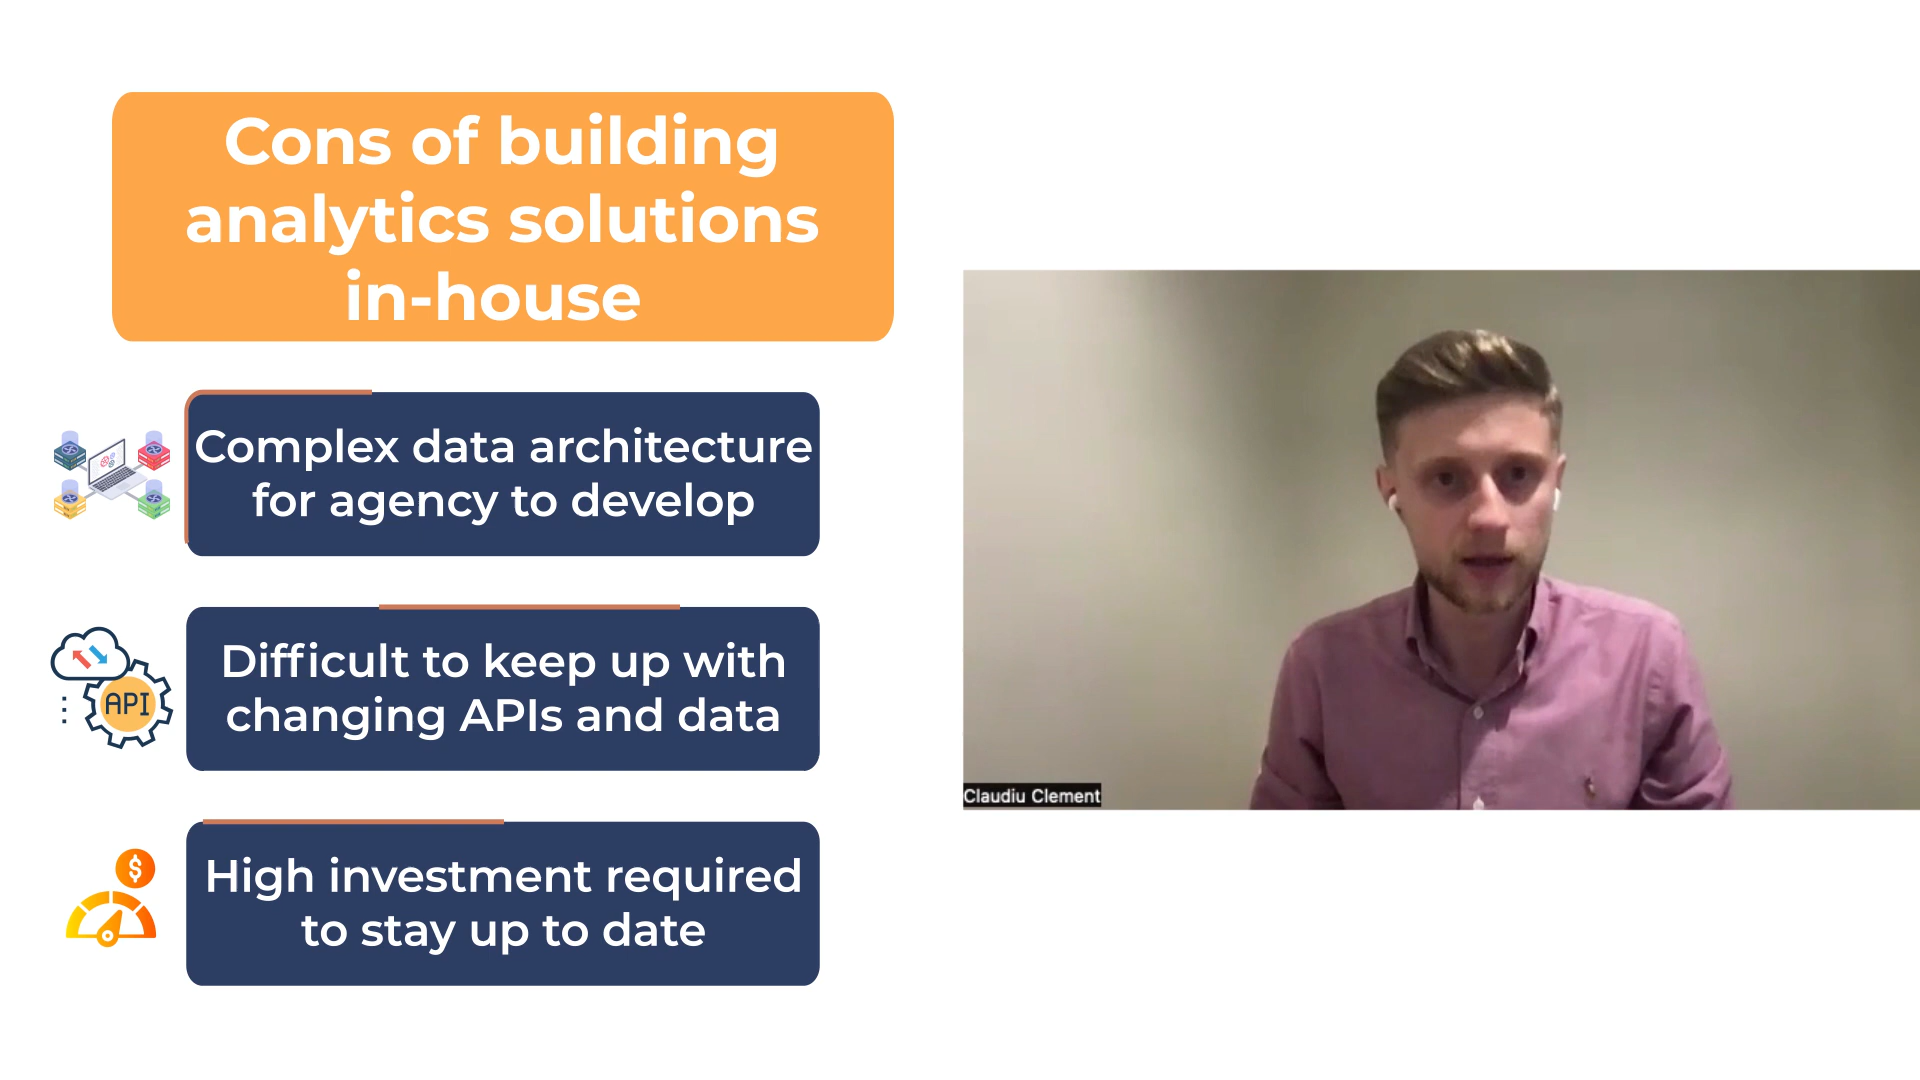 Cons of building
analytics solutions
in-house
Complex data architecture
for agency to develop
API
Difficult to keep up with
changing APIs and data
$
High investment required
to stay up to date
Claudiu Clement